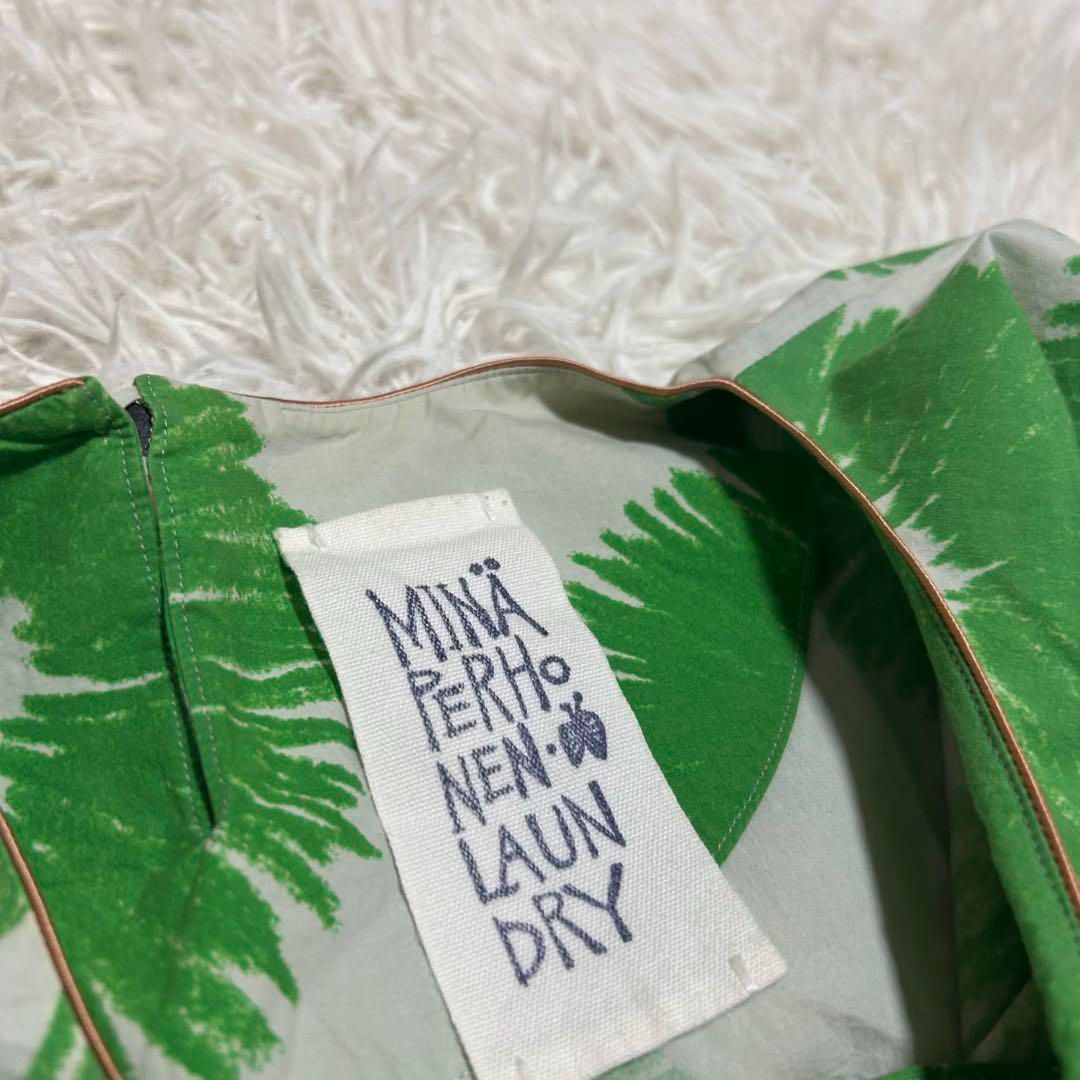 MINÄ
PERHO
NEN·
LAUN
DRY